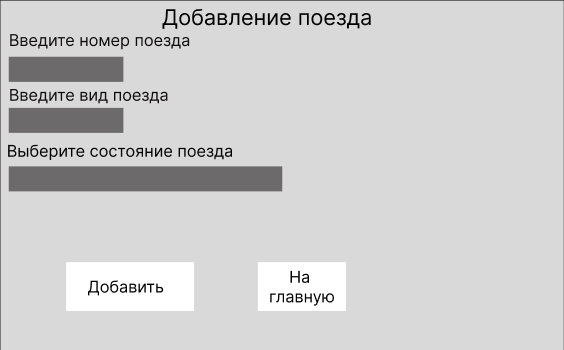 Добавление поезда
Введите номер поезда
Введите вид поезда
Выберите состояние поезда
Добавить
На
главную